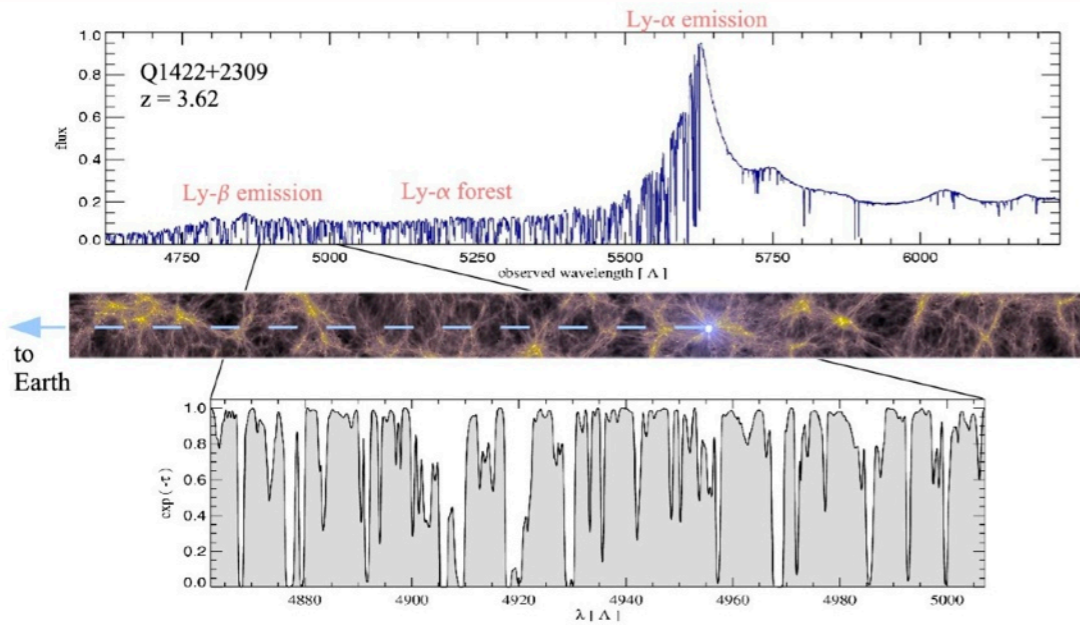 Ly-α emission
1.0
0.8
0.6
0.4
0.2
0.0
flux
Q1422+2309
z = 3.62
Ly-β emission
Ly-α forest
4750 5000 5250 5500 5750 6000
observed wavelength [ Å ]
to
Earth
1.0
0.8
0.6
0.4
0.2
0.0
exp (-τ)
4880 4900 4920 4940 4960 4980 5000
λ [ Å ]